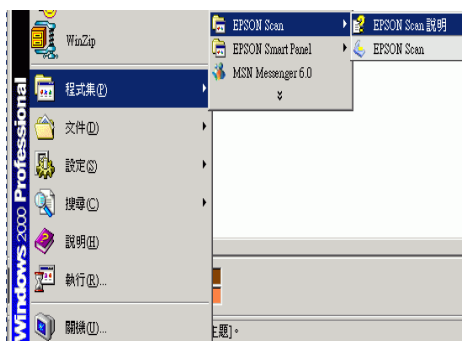 WinZip
程式集(P)
文件(D)
設定(S)
搜尋(C)
說明(H)
執行(R)...
關機(U)...
Windows 2000 Professional
EPSON Scan
EPSON Smart Panel
MSN Messenger 6.0
EPSON Scan 說明
EPSON Scan
主題]。